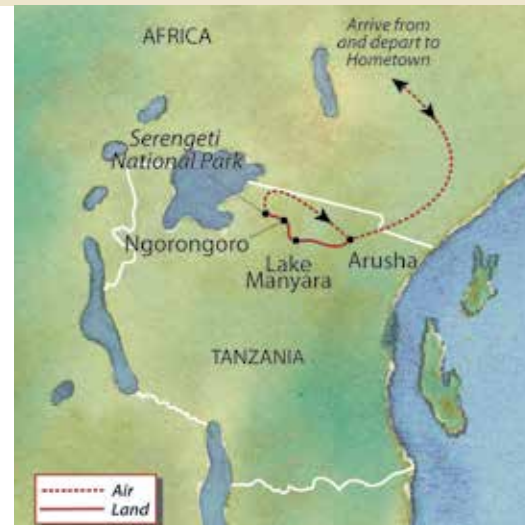 AFRICA
Arrive from
and depart to
Hometown
Serengeti
National Park
Ngorongoro
Lake
Manyara
Arusha
TANZANIA
Air
Land